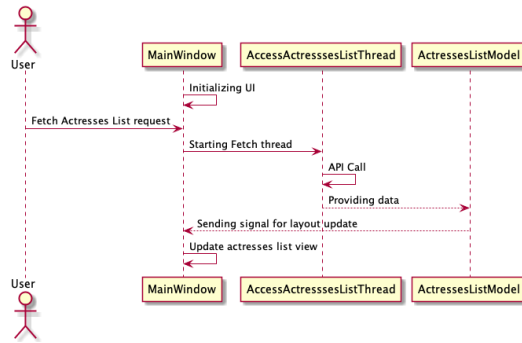 User
MainWindow
AccessActresssesListThread
ActressesListModel
Initializing UI
Fetch Actresses List request
Starting Fetch thread
API Call
Providing data
Sending signal for layout update
Update actresses list view
User
MainWindow
AccessActresssesListThread
ActressesListModel